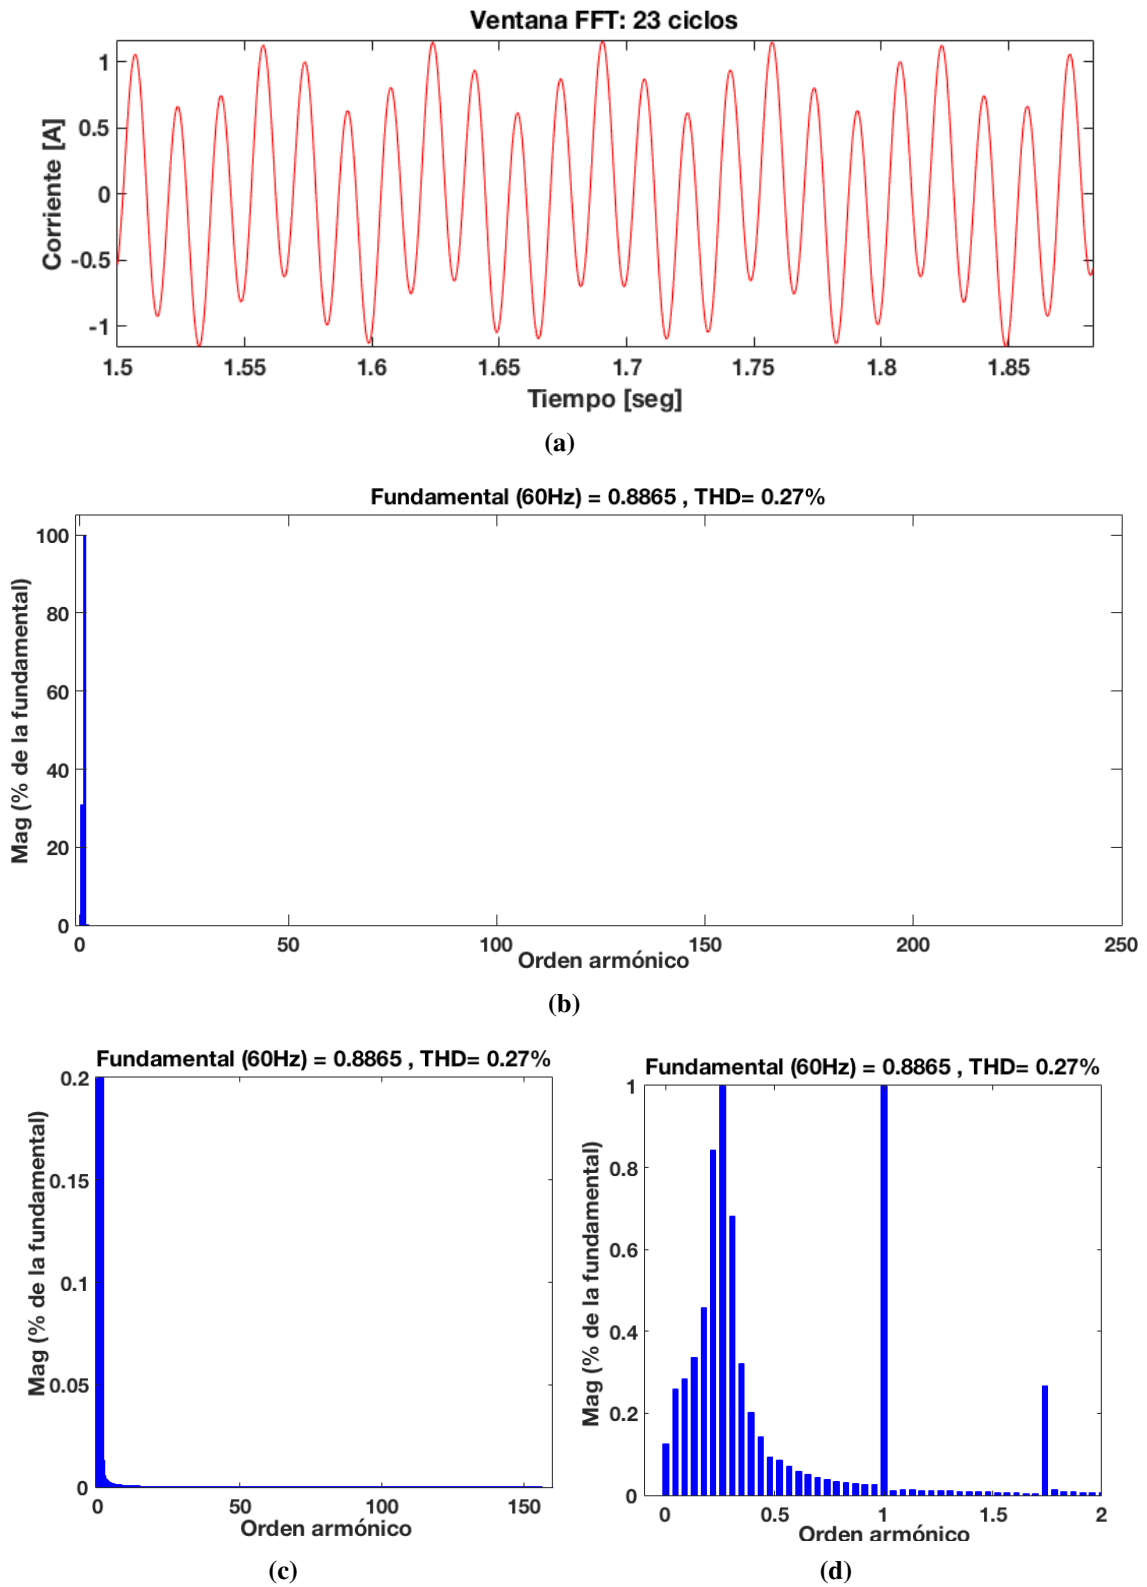 Ventana FFT: 23 ciclos
Corriente [A]
1
0.5
0
-0.5
-1
1.5 1.55 1.6 1.65 1.7 1.75 1.8 1.85
Tiempo [seg]
(a)
Fundamental (60Hz) = 0.8865 , THD= 0.27%
Mag (% de la fundamental)
100
80
60
40
20
0
0 50 100 150 200 250
Orden armónico
(b)
Fundamental (60Hz) = 0.8865 , THD= 0.27%
Mag (% de la fundamental)
0.2
0.15
0.1
0.05
0
0 50 100 150
Orden armónico
(c)
Fundamental (60Hz) = 0.8865 , THD= 0.27%
Mag (% de la fundamental)
1
0.8
0.6
0.4
0.2
0
0 0.5 1 1.5 2
Orden armónico
(d)